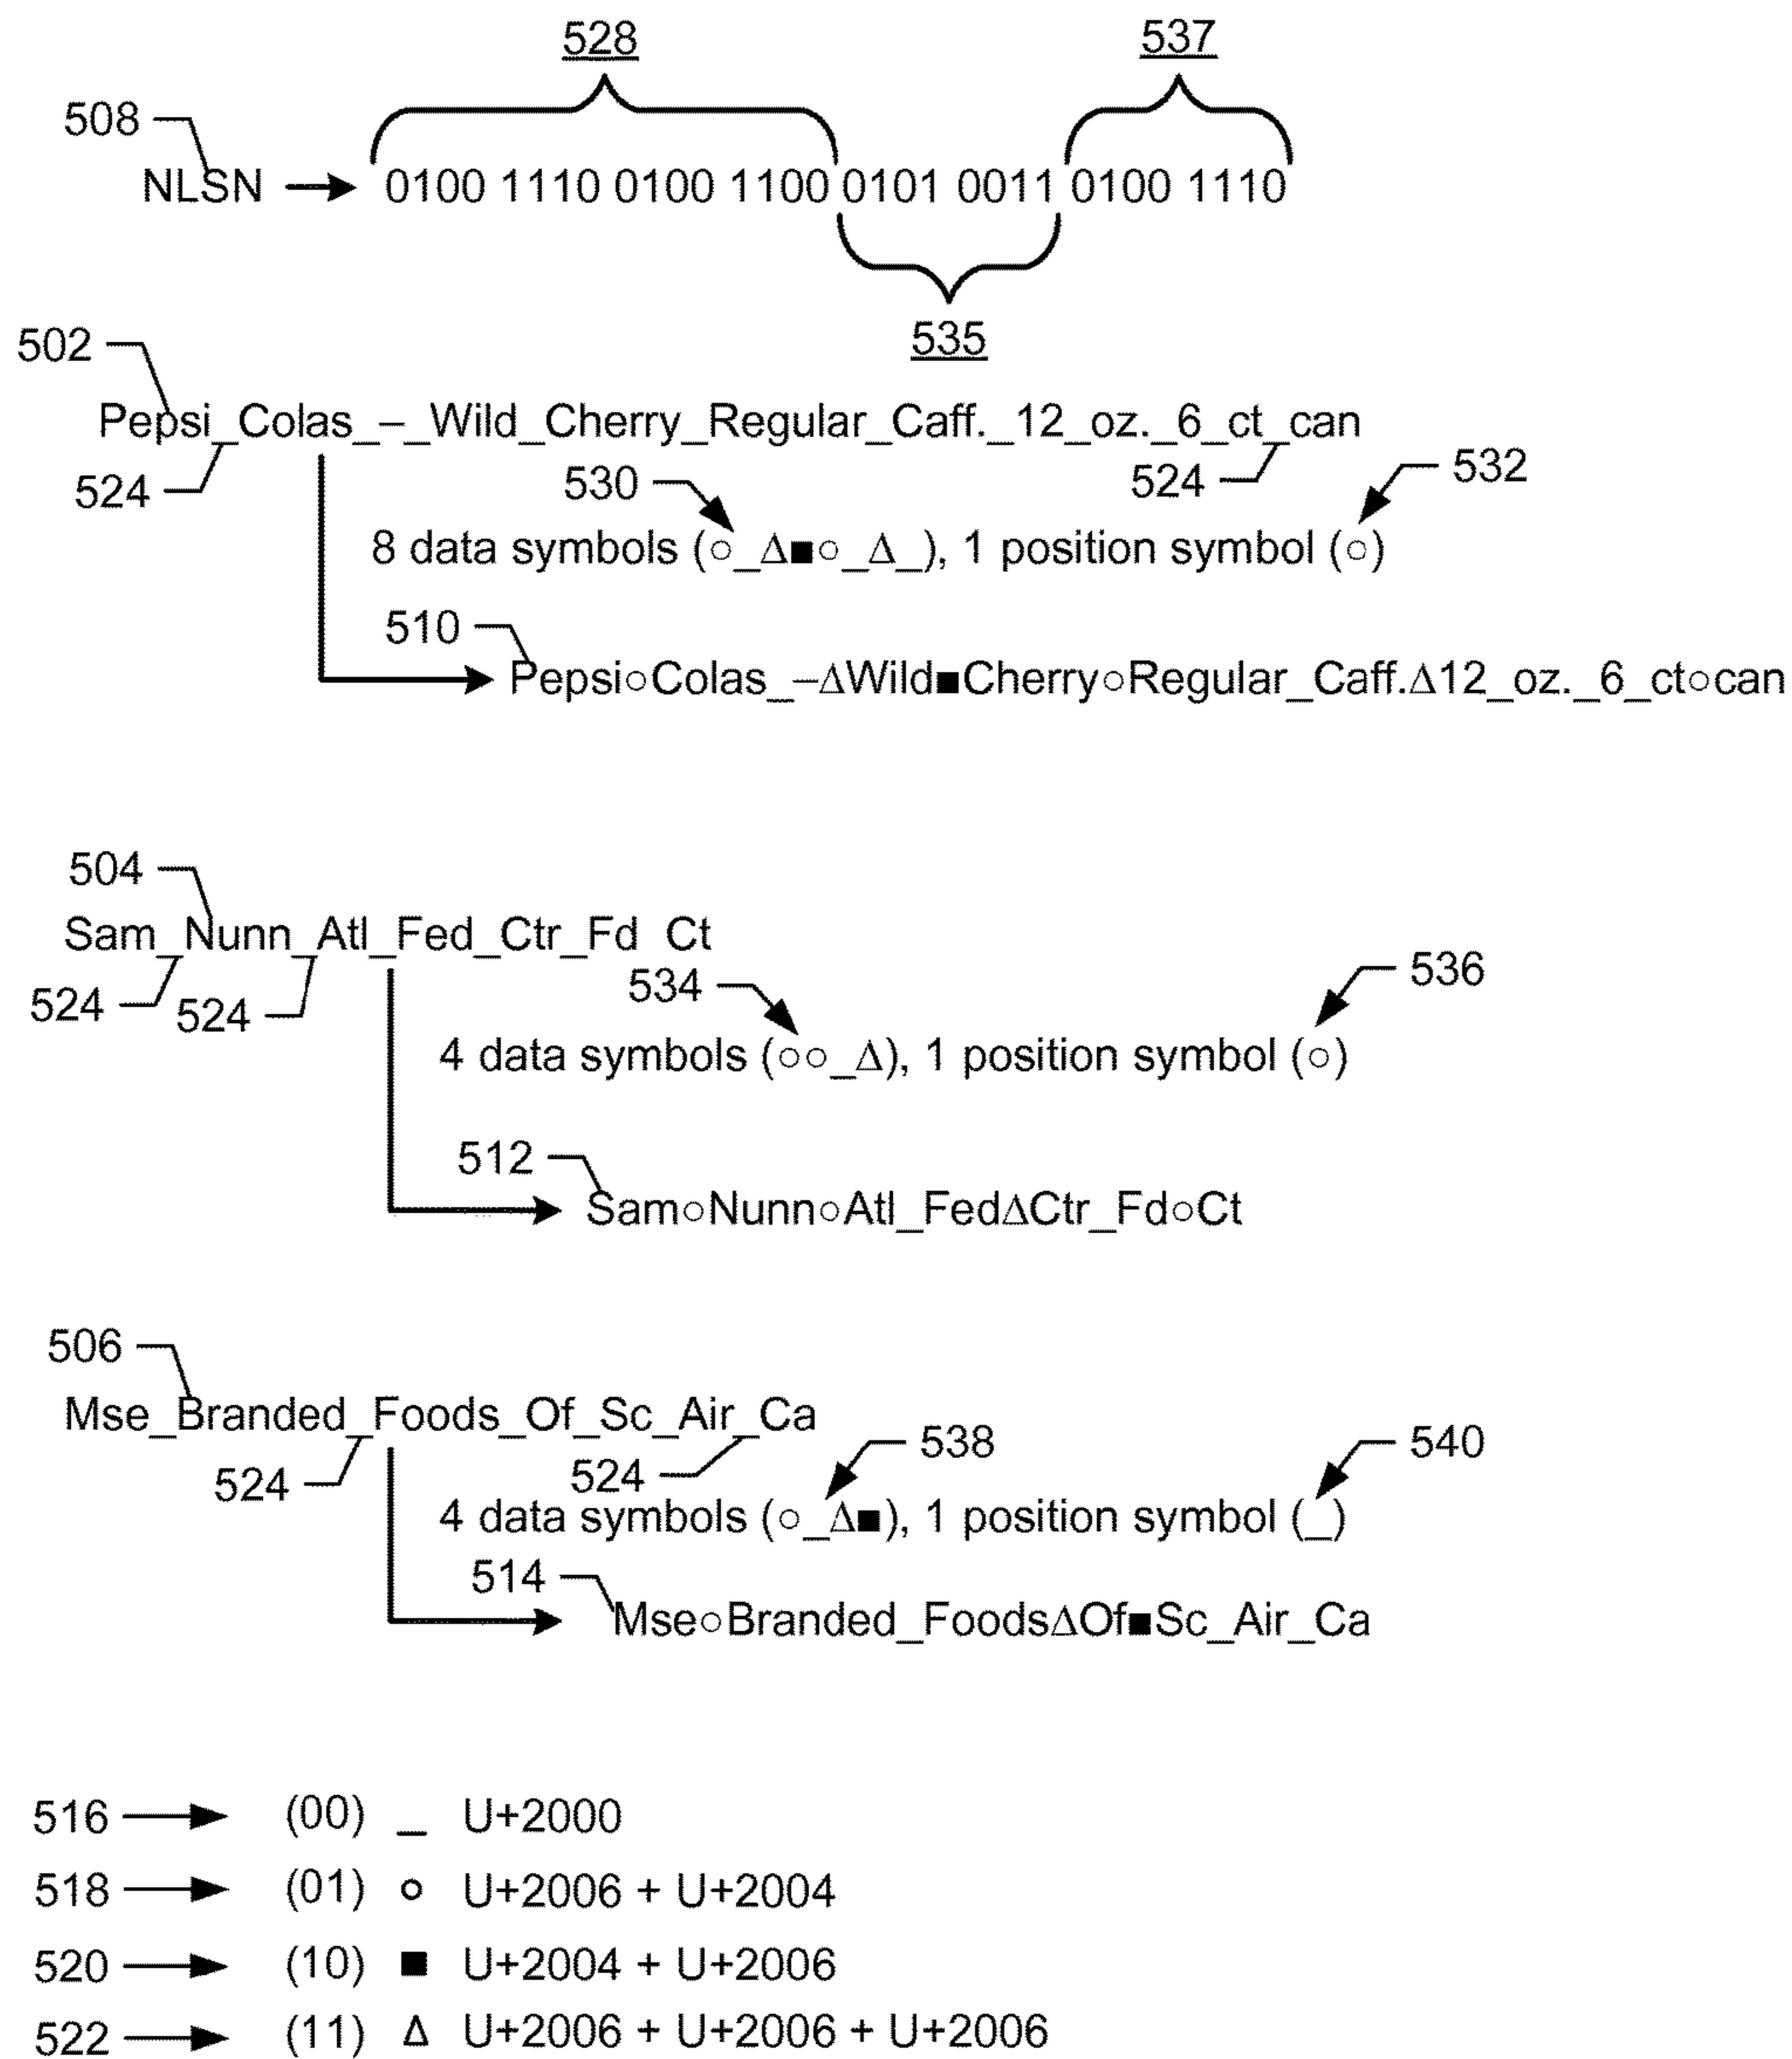 528 537
508
NLSN → 0100 1110 0100 1100 0101 0011 0100 1110
535
502
Pepsi_Colas_–_Wild_Cherry_Regular_Caff._12_oz._6_ct_can
524 530 524 532
8 data symbols (○_Δ■○_Δ_), 1 position symbol (○)
510
Pepsi○Colas_–ΔWild■Cherry○Regular_Caff.Δ12_oz._6_ct○can
504
Sam_Nunn_Atl_Fed_Ctr_Fd Ct
524 524 534 536
4 data symbols (○○_Δ), 1 position symbol (○)
512
Sam○Nunn○Atl_FedΔCtr_Fd○Ct
506
Mse_Branded_Foods_Of_Sc_Air_Ca
524 524 538 540
4 data symbols (○_Δ■), 1 position symbol (_)
514
Mse○Branded_FoodsΔOf■Sc_Air_Ca
516 → (00) _ U+2000
518 → (01) ○ U+2006 + U+2004
520 → (10) ■ U+2004 + U+2006
522 → (11) Δ U+2006 + U+2006 + U+2006